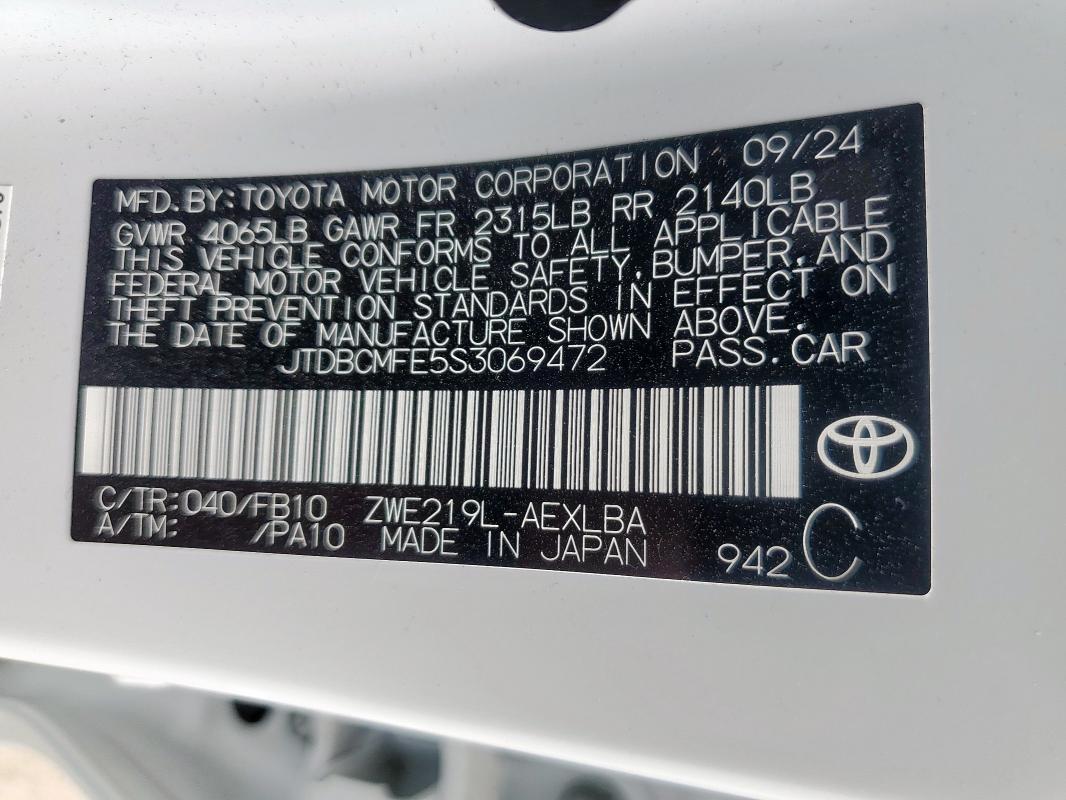 MFD. BY: TOYOTA MOTOR CORPORATION 09/24
GVWR 4065LB GAWR FR 2315LB RR 2140LB
THIS VEHICLE CONFORMS TO ALL APPLICABLE
FEDERAL MOTOR VEHICLE SAFETY, BUMPER, AND
THEFT PREVENTION STANDARDS IN EFFECT ON
THE DATE OF MANUFACTURE SHOWN ABOVE.
JTDBCMFE5S3069472 PASS. CAR
C/TR: 040/FB10 ZWE219L-AEXLBA
A/TM: /PA10 MADE IN JAPAN 942 C